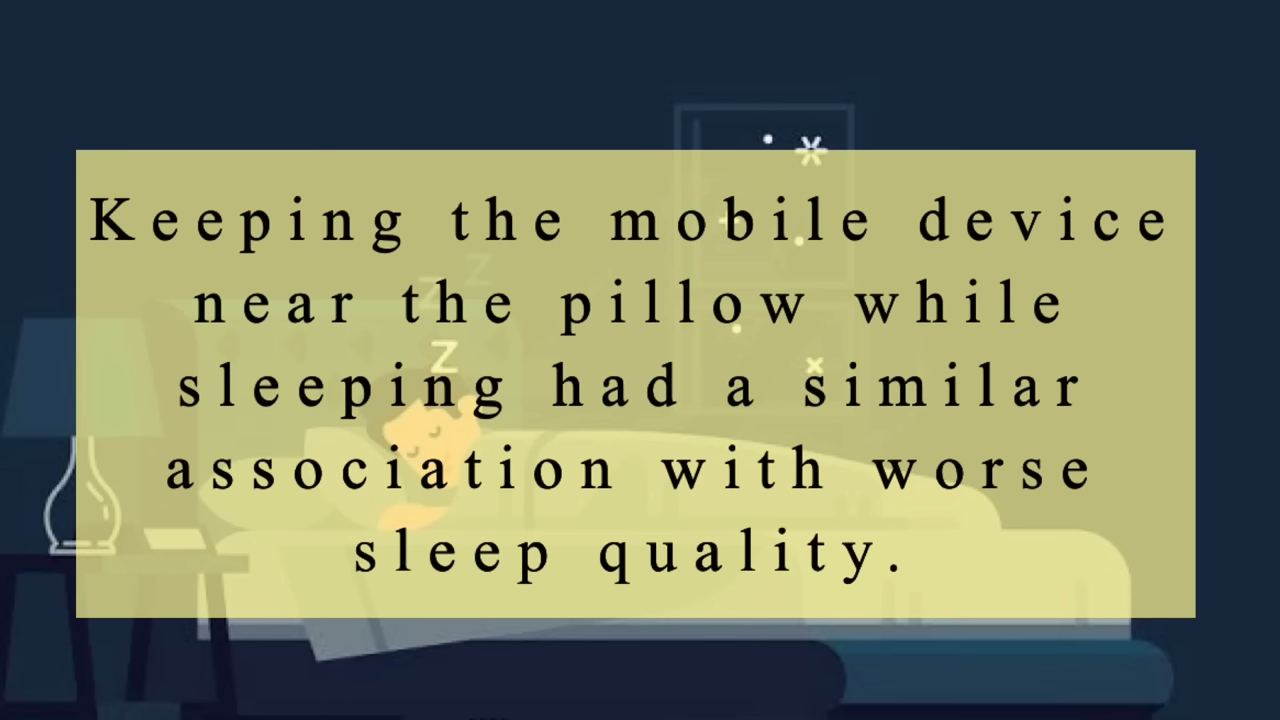 Keeping the mobile device
near the pillow while
sleeping had a similar
association with worse
sleep quality.